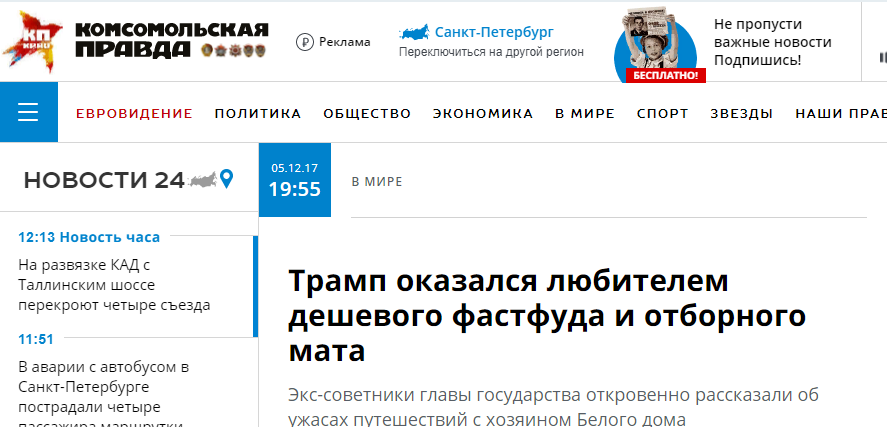 КП
КИНИ
КОМСОМОЛЬСКАЯ
ПРАВДА
Реклама
Санкт-Петербург
Переключиться на другой регион
БЕСПЛАТНО!
Не пропусти
важные новости
Подпишись!
ЕВРОВИДЕНИЕ ПОЛИТИКА ОБЩЕСТВО ЭКОНОМИКА В МИРЕ СПОРТ ЗВЕЗДЫ НАШИ ПРАВ
НОВОСТИ 24
05.12.17
19:55
В МИРЕ
12:13 Новость часа
На развязке КАД с
Таллинским шоссе
перекроют четыре съезда
11:51
В аварии с автобусом в
Санкт-Петербурге
пострадали четыре
пассажира маршрутки
Трамп оказался любителем
дешевого фастфуда и отборного
мата
Экс-советники главы государства откровенно рассказали об
ужасах путешествий с хозяином Белого дома